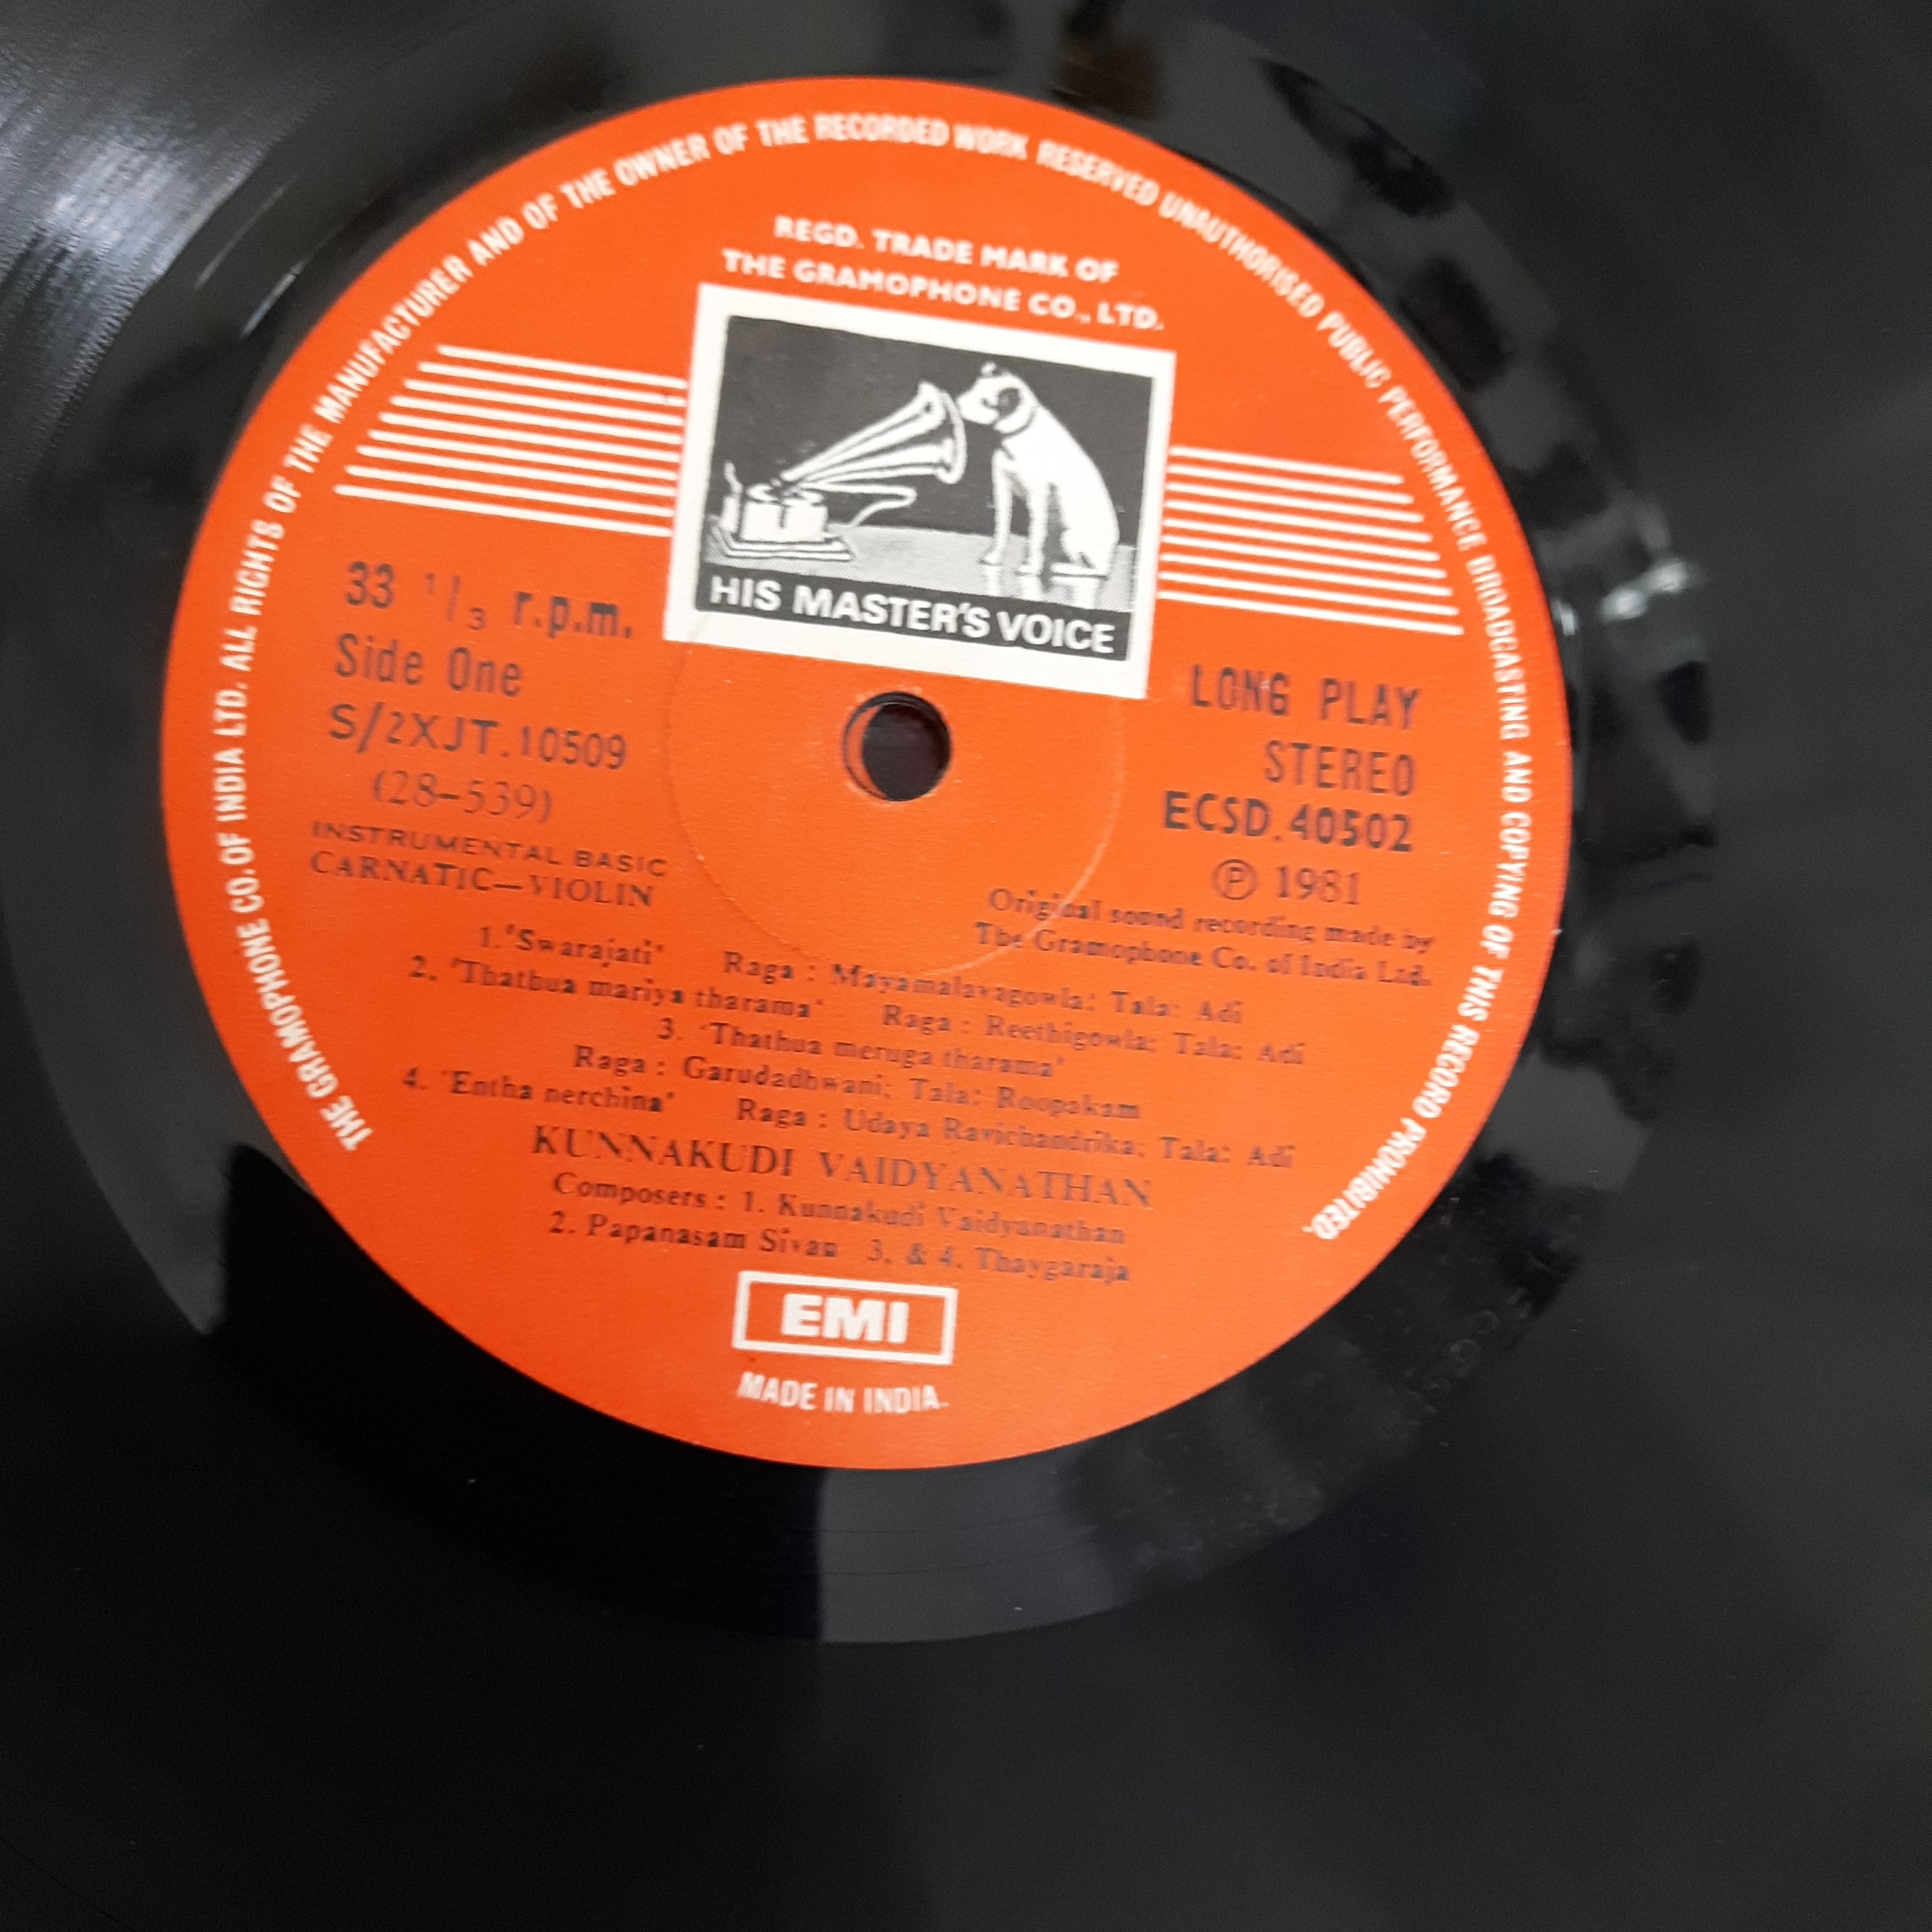 THE GRAMOPHONE CO. OF INDIA LTD. ALL RIGHTS OF THE MANUFACTURER AND OF THE OWNER OF THE RECORDED WORK RESERVED UNAUTHORISED PUBLIC PERFORMANCE BROADCASTING AND COPYING OF THIS RECORD PROHIBITED.
REGD. TRADE MARK OF
THE GRAMOPHONE CO., LTD.
HIS MASTER'S VOICE
33 1/3 r.p.m.
Side One
S/2XJT.10509
(28-539)
INSTRUMENTAL BASIC
CARNATIC—VIOLIN
LONG PLAY
STEREO
ECSD.40502
Ⓟ 1981
Original sound recording made by
The Gramophone Co. of India Ltd.
1. 'Swarajati' Raga : Mayamalavagowla; Tala: Adi
2. 'Thathua mariya tharama' Raga : Reethigowla; Tala: Adi
3. 'Thathua meruga tharama'
Raga : Garudadhwani; Tala: Roopakam
4. 'Entha nerchina' Raga : Udaya Ravichandrika; Tala: Adi
KUNNAKUDI VAIDYANATHAN
Composers : 1. Kunnakudi Vaidyanathan
2. Papanasam Sivan 3. & 4. Thaygaraja
EMI
MADE IN INDIA.